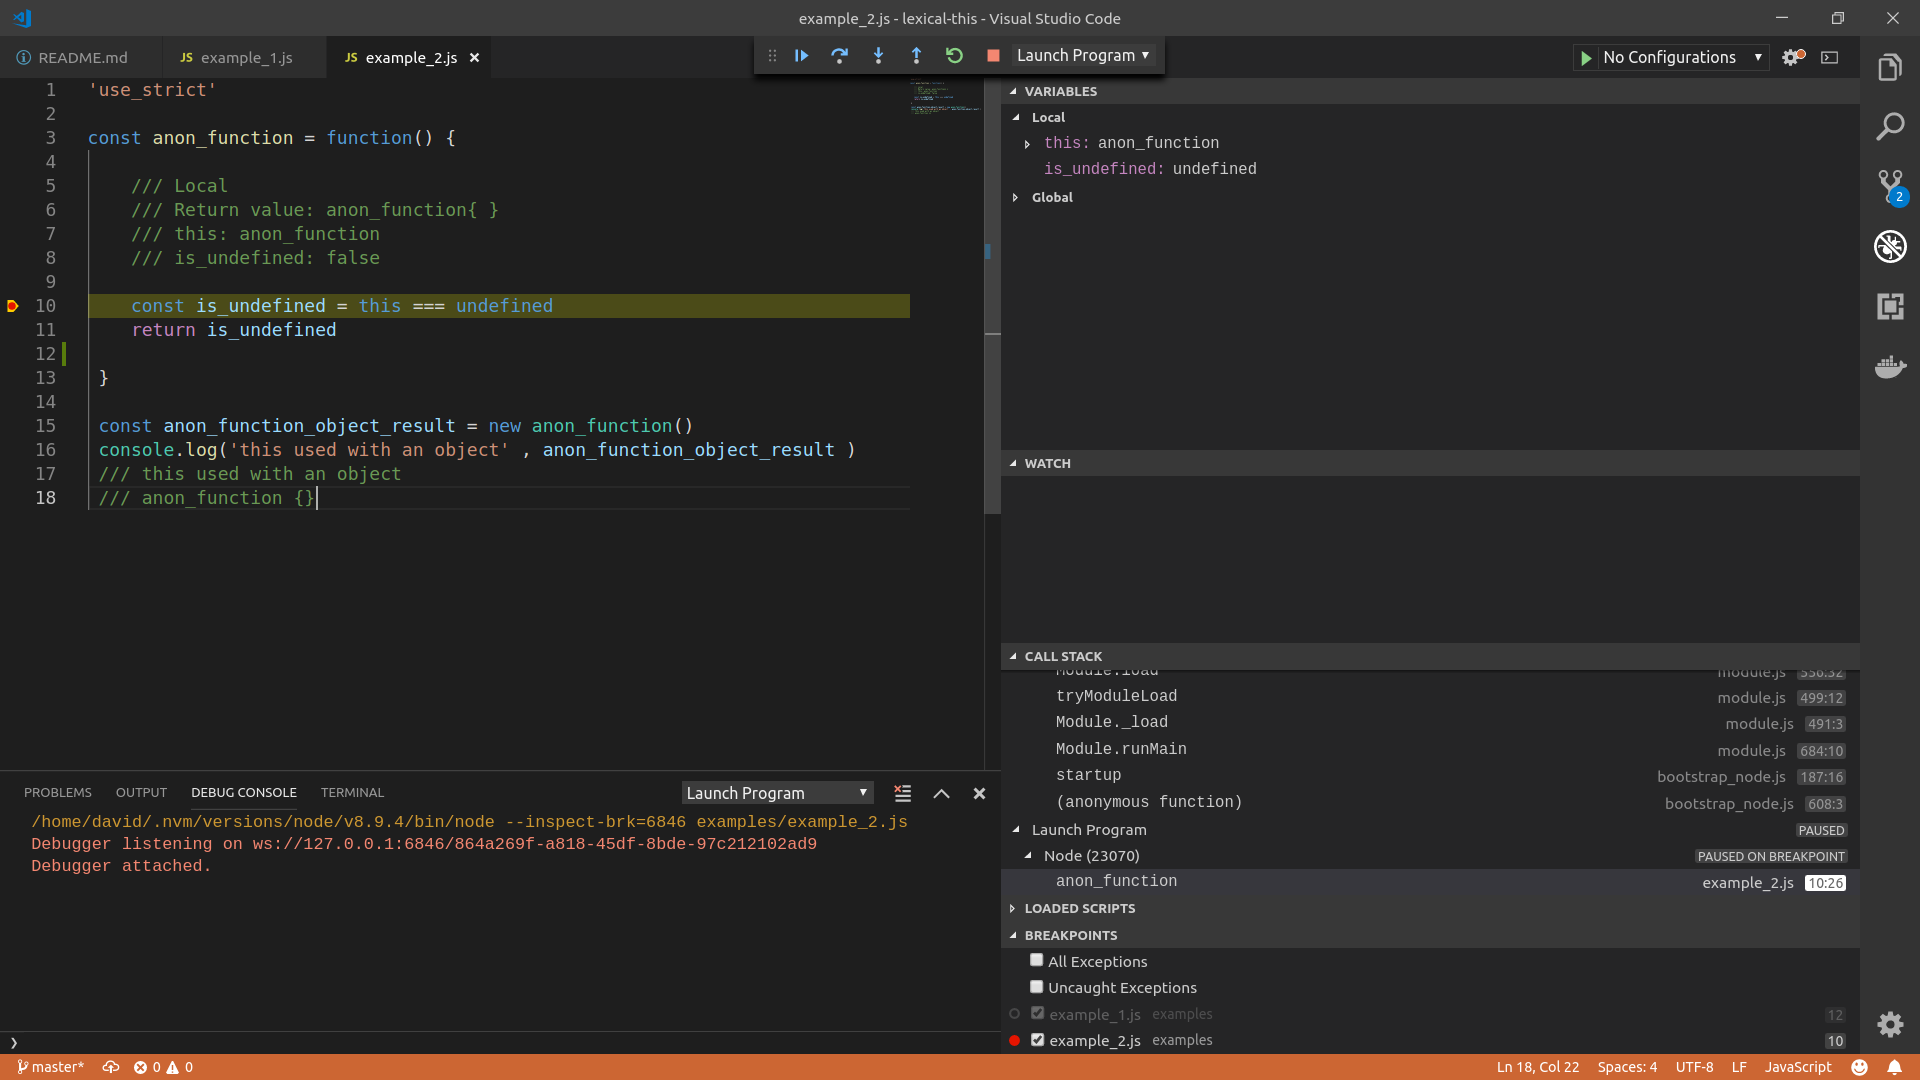 example_2.js - lexical-this - Visual Studio Code
README.md
JS example_1.js
JS example_2.js
Launch Program
No Configurations
1 'use_strict'
2
3 const anon_function = function() {
4
5 /// Local
6 /// Return value: anon_function{ }
7 /// this: anon_function
8 /// is_undefined: false
9
10 const is_undefined = this === undefined
11 return is_undefined
12
13 }
14
15 const anon_function_object_result = new anon_function()
16 console.log('this used with an object' , anon_function_object_result )
17 /// this used with an object
18 /// anon_function {}
VARIABLES
Local
this: anon_function
is_undefined: undefined
Global
WATCH
CALL STACK
Module.load module.js 556:32
tryModuleLoad module.js 499:12
Module._load module.js 491:3
Module.runMain module.js 684:10
startup bootstrap_node.js 187:16
(anonymous function) bootstrap_node.js 608:3
Launch Program PAUSED
Node (23070) PAUSED ON BREAKPOINT
anon_function example_2.js 10:26
LOADED SCRIPTS
BREAKPOINTS
All Exceptions
Uncaught Exceptions
example_1.js examples 12
example_2.js examples 10
2
PROBLEMS OUTPUT DEBUG CONSOLE TERMINAL Launch Program
/home/david/.nvm/versions/node/v8.9.4/bin/node --inspect-brk=6846 examples/example_2.js
Debugger listening on ws://127.0.0.1:6846/864a269f-a818-45df-8bde-97c212102ad9
Debugger attached.
❯
master* 0 0 Ln 18, Col 22 Spaces: 4 UTF-8 LF JavaScript